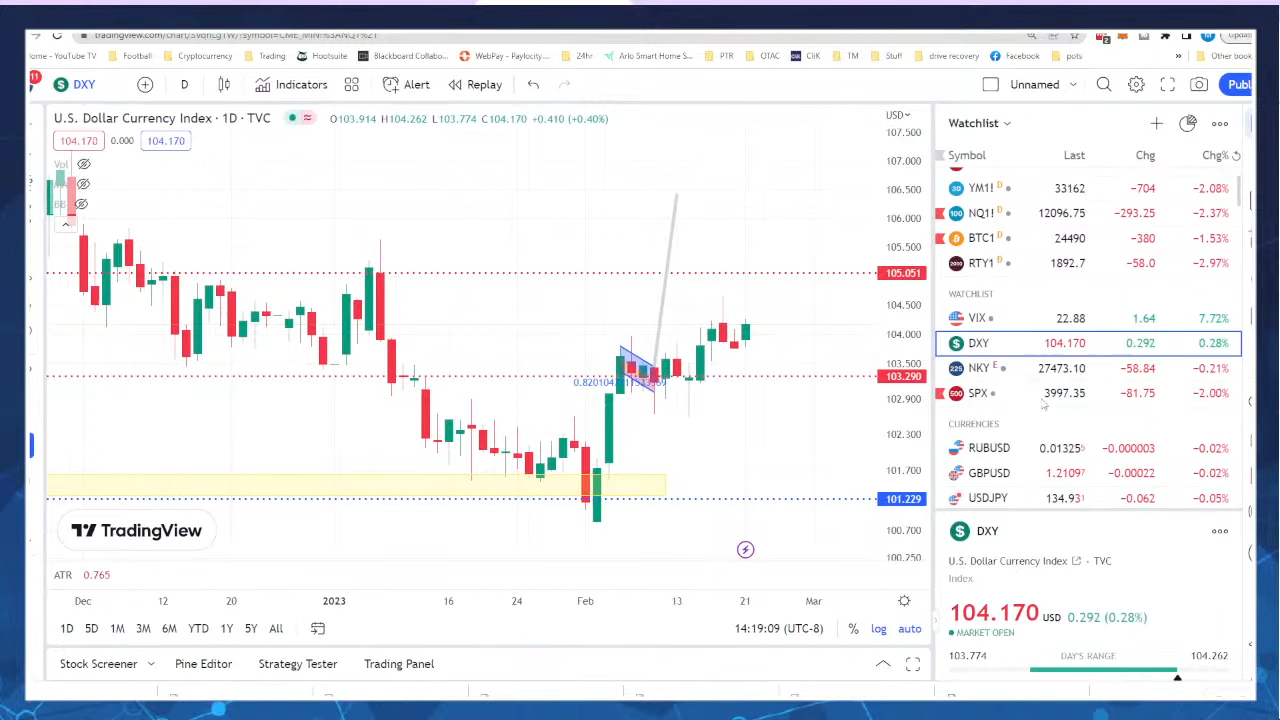 Home - YouTube TV Football Cryptocurrency Trading Hootsuite Blackboard Collabo... WebPay - Paylocity... 24hr Arlo Smart Home S... PTR OTAC CliK TM Stuff drive recovery Facebook pots » Other book
11 DXY D Indicators Alert Replay Unnamed Publ
U.S. Dollar Currency Index · 1D · TVC O103.914 H104.262 L103.774 C104.170 +0.410 (+0.40%) USD
104.170 0.000 104.170
Vol
107.500
107.000
106.500
106.000
105.500
105.051
104.500
104.000
103.500
103.290
102.900
102.300
101.700
101.229
100.700
100.250
TradingView
ATR 0.765
Dec 12 20 2023 16 24 Feb 13 21 Mar
1D 5D 1M 3M 6M YTD 1Y 5Y All 14:19:09 (UTC-8) % log auto
Stock Screener Pine Editor Strategy Tester Trading Panel
Watchlist
Symbol Last Chg Chg%
YM1! D 33162 −704 −2.08%
NQ1! D 12096.75 −293.25 −2.37%
BTC1! D 24490 −380 −1.53%
RTY1! D 1892.7 −58.0 −2.97%
WATCHLIST
VIX 22.88 1.64 7.72%
DXY 104.170 0.292 0.28%
NKY E 27473.10 −58.84 −0.21%
SPX 3997.35 −81.75 −2.00%
CURRENCIES
RUBUSD 0.013255 −0.000003 −0.02%
GBPUSD 1.21097 −0.00022 −0.02%
USDJPY 134.931 −0.062 −0.05%
DXY
U.S. Dollar Currency Index · TVC
Index
104.170 USD 0.292 (0.28%)
MARKET OPEN
103.774 DAY'S RANGE 104.262